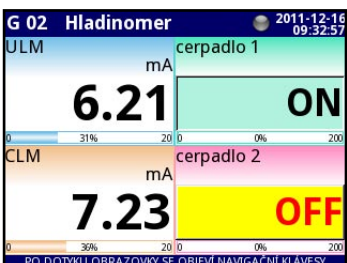 G 02 Hladinomer 2011-12-16
09:32:57
ULM cerpadlo 1
mA
6.21 ON
0 31% 20 0 0% 200
CLM cerpadlo 2
mA
7.23 OFF
0 36% 20 0 0% 200
PO DOTYKU OBRAZOVKY SE OBJEVÍ NAVIGAČNÍ KLÁVESY